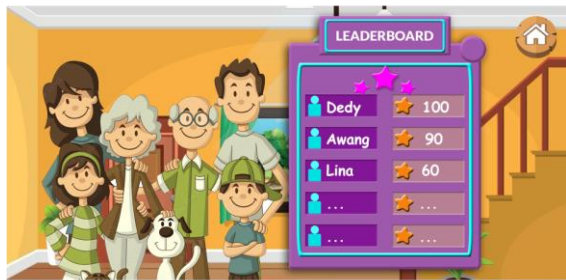 LEADERBOARD
Dedy 100
Awang 90
Lina 60
... ...
... ...